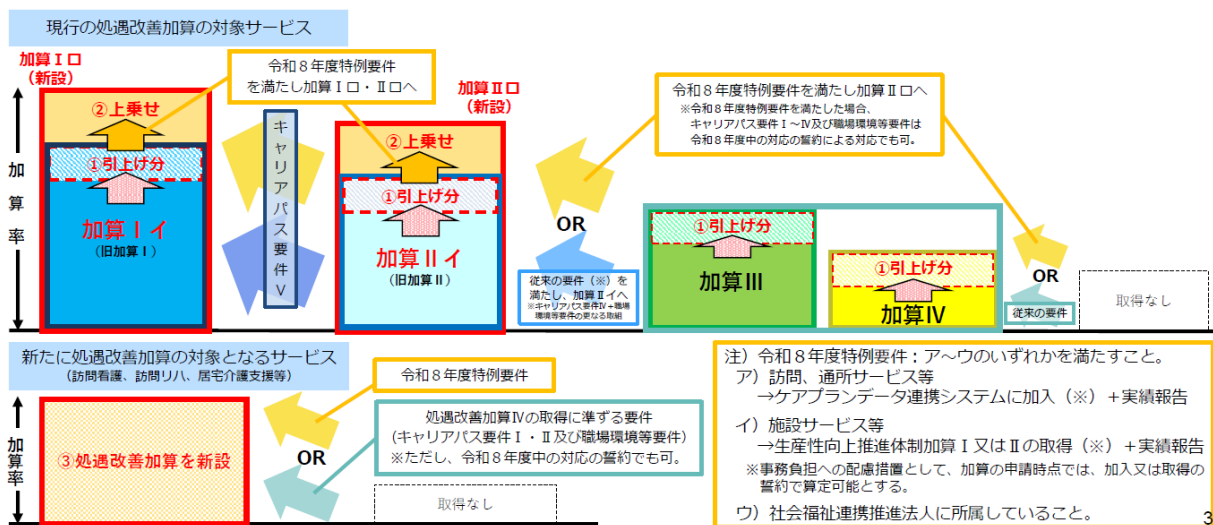 現行の処遇改善加算の対象サービス
加算Ⅰロ
(新設)
令和８年度特例要件
を満たし加算Ⅰロ・Ⅱロへ
加算Ⅱロ
(新設)
令和８年度特例要件を満たし加算Ⅱロへ
※令和８年度特例要件を満たした場合、
キャリアパス要件Ⅰ～Ⅳ及び職場環境等要件は
令和８年度中の対応の誓約による対応でも可。
加算率
②上乗せ
①引上げ分
加算Ⅰイ
(旧加算Ⅰ)
キャリアパス要件Ⅴ
②上乗せ
①引上げ分
加算Ⅱイ
(旧加算Ⅱ)
OR
従来の要件（※）を
満たし、加算Ⅱイへ
※キャリアパス要件Ⅳ＋職場
環境等要件の更なる取組
①引上げ分
加算Ⅲ
①引上げ分
加算Ⅳ
OR
従来の要件
取得なし
新たに処遇改善加算の対象となるサービス
(訪問看護、訪問リハ、居宅介護支援等)
加算率
③処遇改善加算を新設
令和８年度特例要件
OR
処遇改善加算Ⅳの取得に準ずる要件
(キャリアパス要件Ⅰ・Ⅱ及び職場環境等要件)
※ただし、令和８年度中の対応の誓約でも可。
取得なし
注）令和８年度特例要件：ア～ウのいずれかを満たすこと。
ア）訪問、通所サービス等
→ケアプランデータ連携システムに加入（※）＋実績報告
イ）施設サービス等
→生産性向上推進体制加算Ⅰ又はⅡの取得（※）＋実績報告
※事務負担への配慮措置として、加算の申請時点では、加入又は取得の
誓約で算定可能とする。
ウ）社会福祉連携推進法人に所属していること。
3